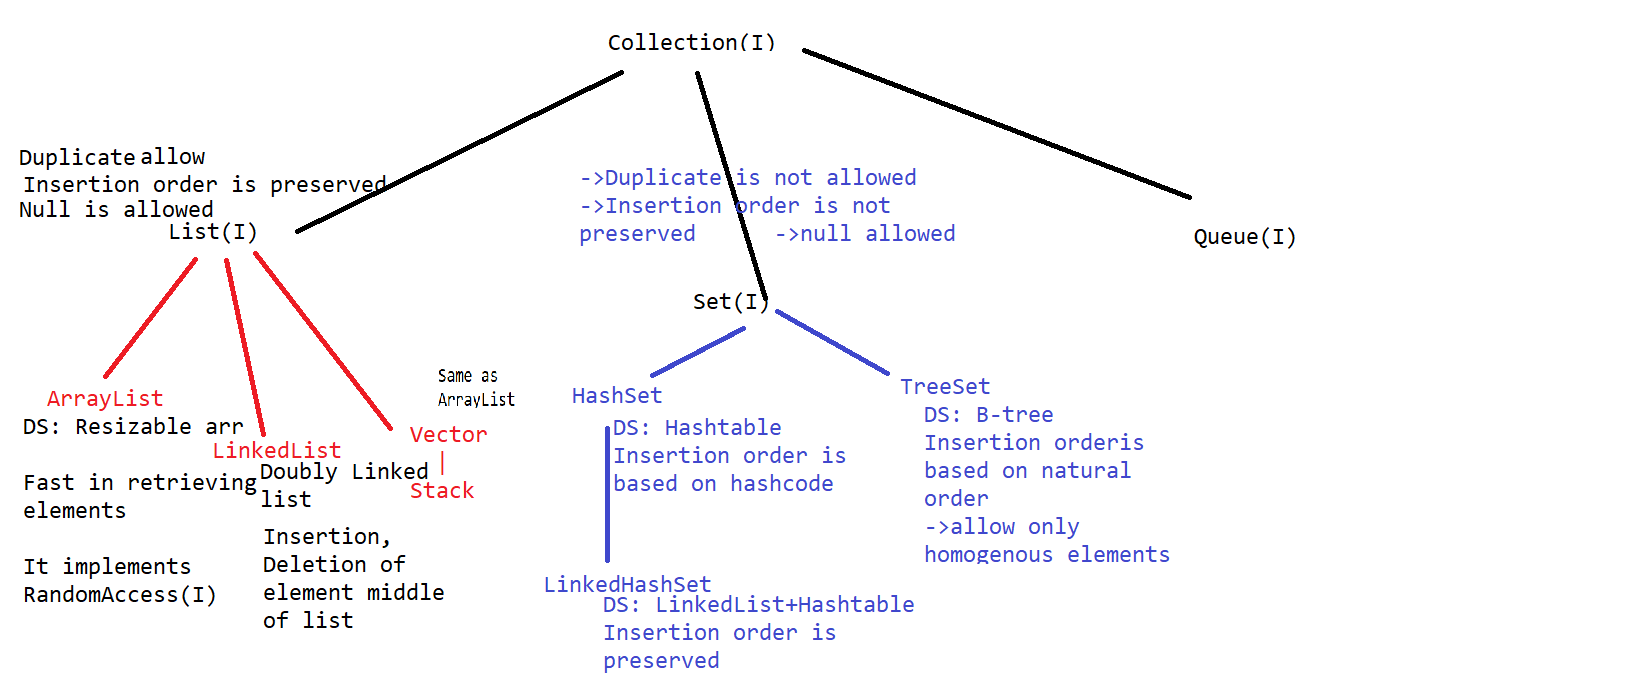 Collection(I)
Duplicate allow
Insertion order is preserved
Null is allowed
List(I)
->Duplicate is not allowed
->Insertion order is not
preserved ->null allowed
Queue(I)
Set(I)
ArrayList
DS: Resizable arr
Fast in retrieving
elements
It implements
RandomAccess(I)
LinkedList
Doubly Linked
list
Insertion,
Deletion of
element middle
of list
Same as
ArrayList
Vector
Stack
HashSet
DS: Hashtable
Insertion order is
based on hashcode
LinkedHashSet
DS: LinkedList+Hashtable
Insertion order is
preserved
TreeSet
DS: B-tree
Insertion orderis
based on natural
order
->allow only
homogenous elements